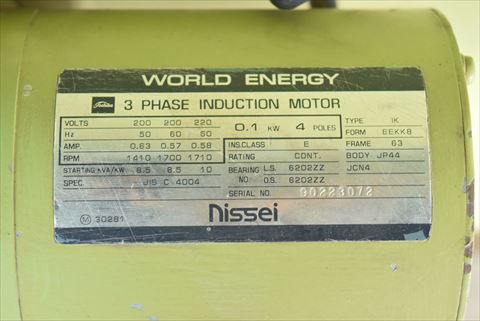 WORLD ENERGY
Toshiba 3 PHASE INDUCTION MOTOR
VOLTS 200 200 220
Hz 50 60 60
AMP. 0.63 0.57 0.58
RPM 1410 1700 1710
STARTING KVA/KW 8.5 8.5 10
SPEC. JIS C 4004
0.1 KW 4 POLES
INS.CLASS E
RATING CONT.
BEARING L.S. 6202ZZ
NO. O.S. 6202ZZ
SERIAL NO. 90223072
TYPE IK
FORM EEKK8
FRAME 63
BODY JP44
JCN4
M 30281
Nissei